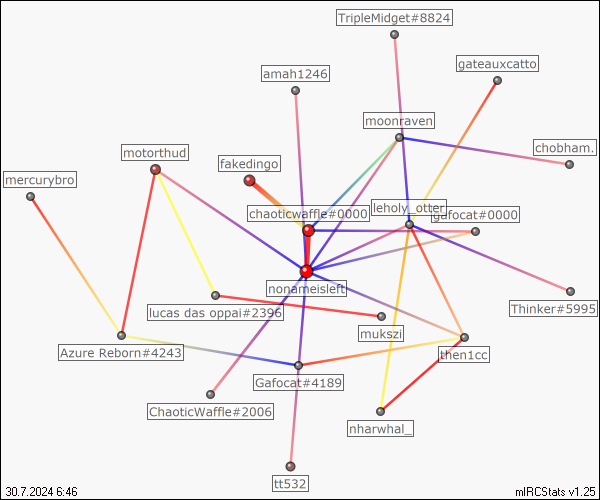 TripleMidget#8824
gateauxcatto
amah1246
moonraven
chobham.
motorthud
fakedingo
mercurybro
chaoticwaffle#0000
leholy_otter
gafocat#0000
nonameisleft
lucas das oppai#2396
Thinker#5995
mukszi
Azure Reborn#4243
then1cc
Gafocat#4189
ChaoticWaffle#2006
nharwhal_
tt532
30.7.2024 6:46
mIRCStats v1.25